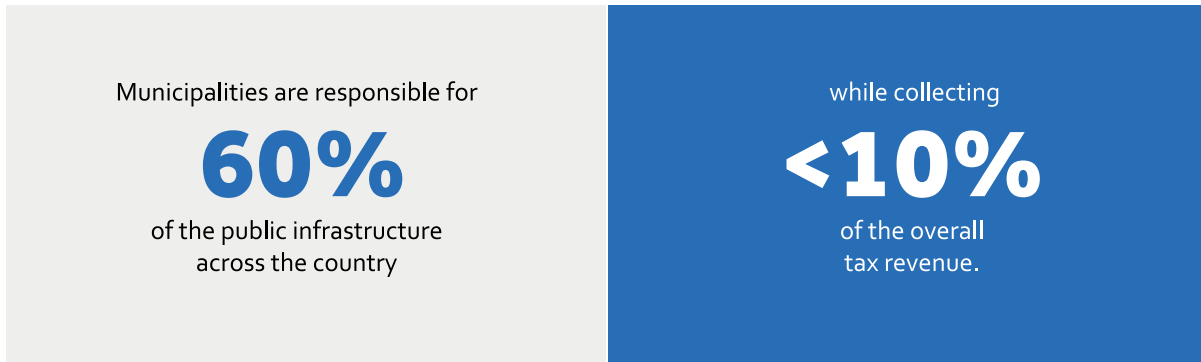 Municipalities are responsible for
60%
of the public infrastructure
across the country
while collecting
<10%
of the overall
tax revenue.